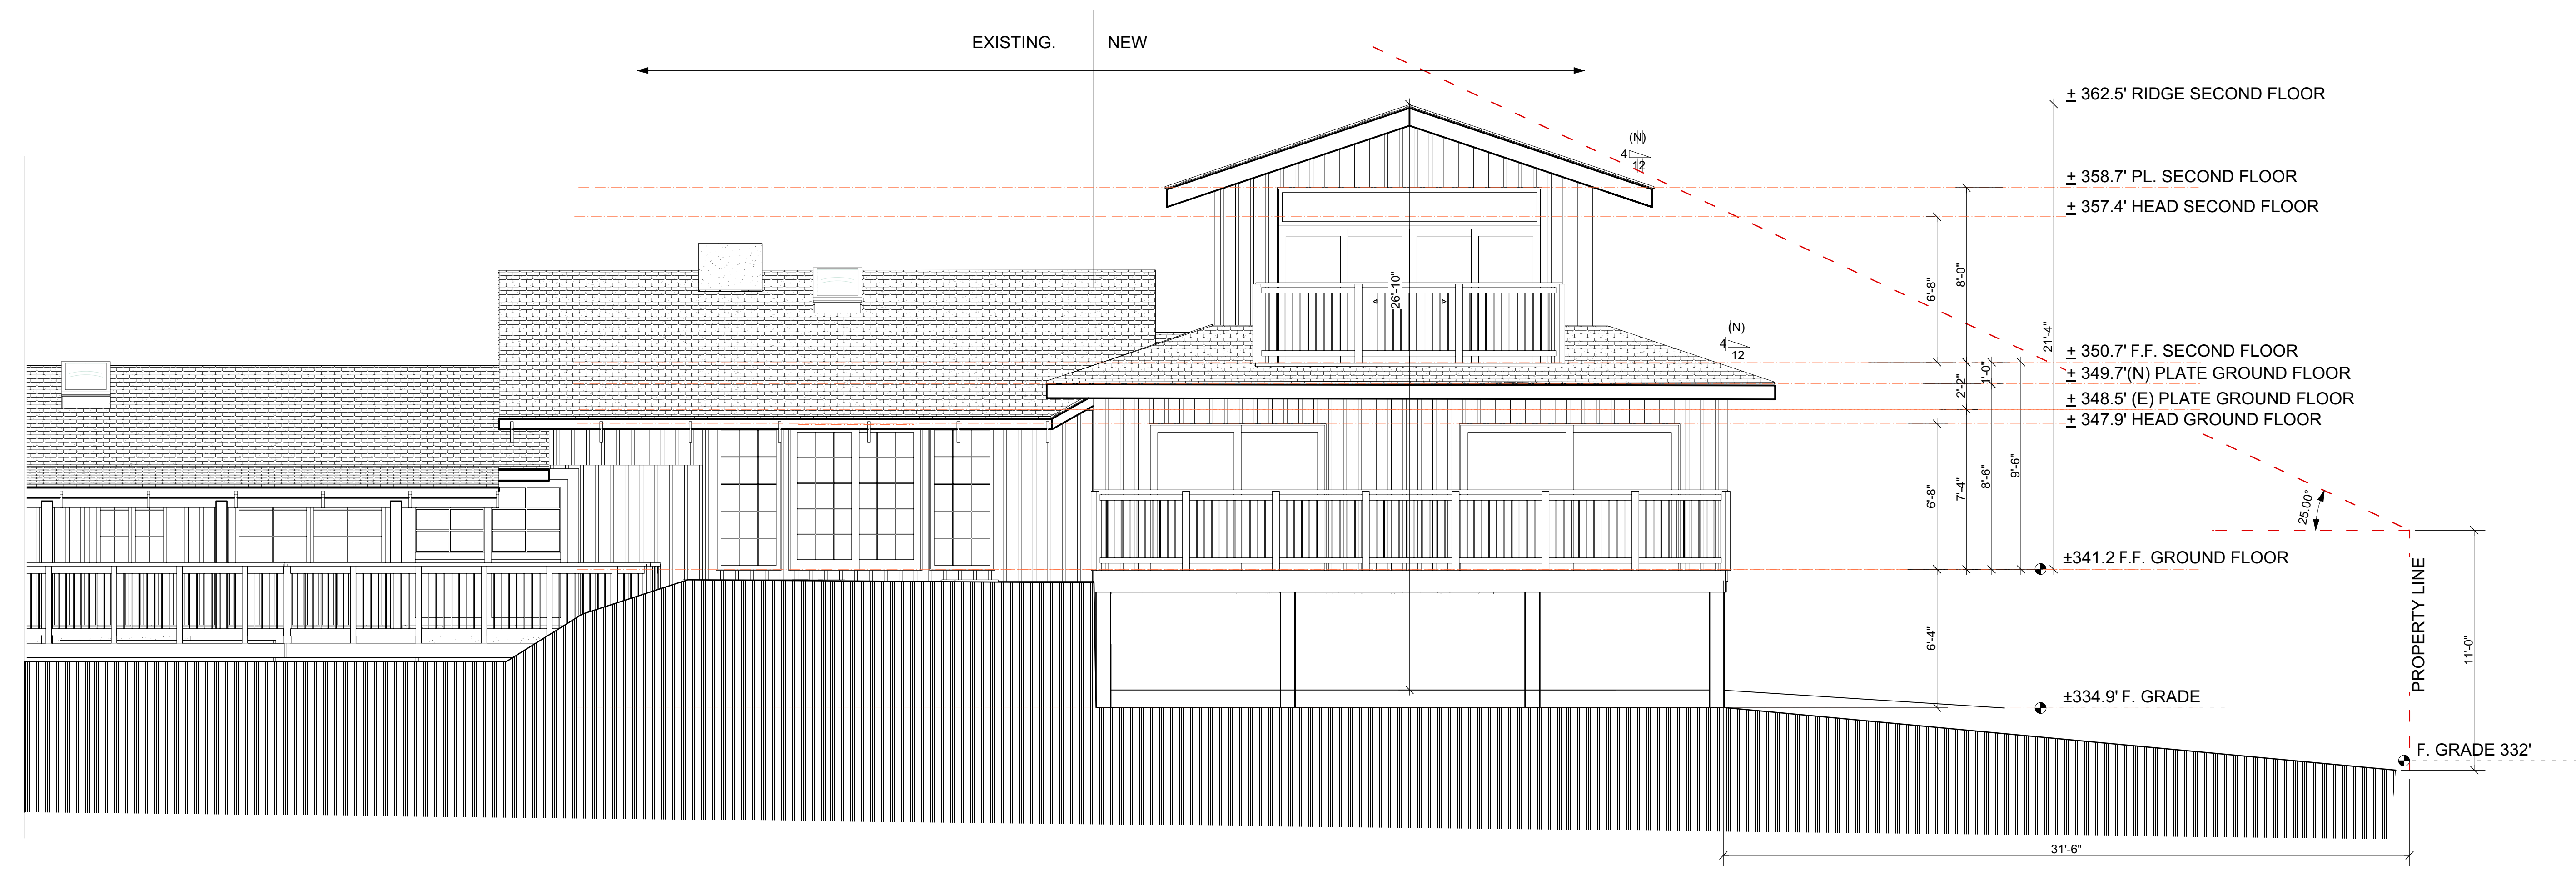 EXISTING.
NEW
± 362.5' RIDGE SECOND FLOOR
(N)
4
12
± 358.7' PL. SECOND FLOOR
± 357.4' HEAD SECOND FLOOR
26'-10"
6'-8"
8'-0"
21'-4"
(N)
4
12
± 350.7' F.F. SECOND FLOOR
± 349.7'(N) PLATE GROUND FLOOR
± 348.5' (E) PLATE GROUND FLOOR
± 347.9' HEAD GROUND FLOOR
2'-2"
1'-0"
6'-8"
7'-4"
8'-6"
9'-6"
25.00°
±341.2 F.F. GROUND FLOOR
6'-4"
PROPERTY LINE
11'-0"
±334.9' F. GRADE
F. GRADE 332'
31'-6"